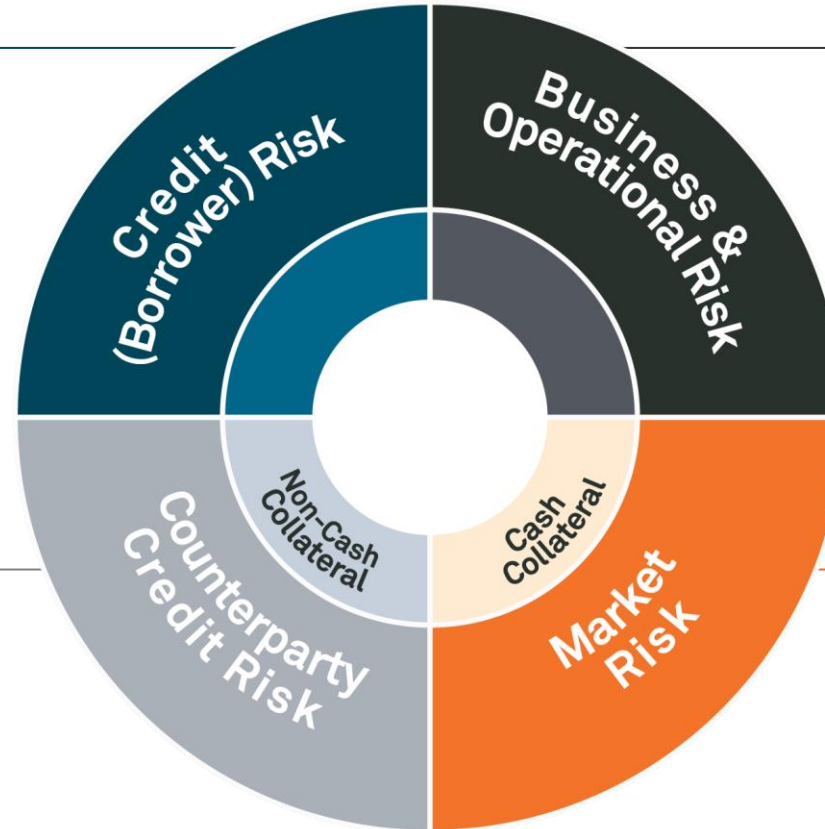 Credit
(Borrower) Risk
Business &
Operational Risk
Non-Cash
Collateral
Cash
Collateral
Counterparty
Credit Risk
Market
Risk